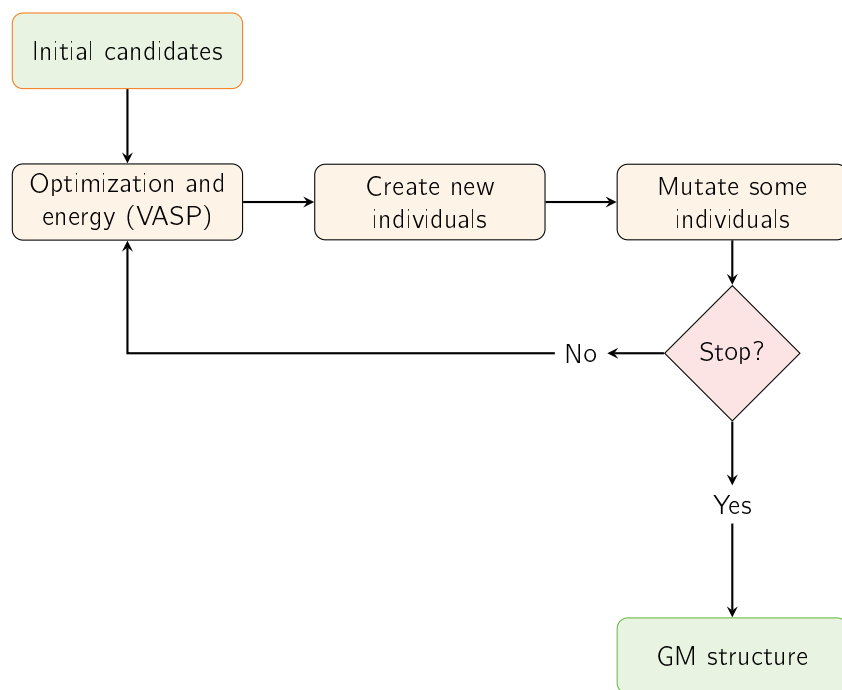 Initial candidates
Optimization and
energy (VASP)
Create new
individuals
Mutate some
individuals
Stop?
No
Yes
GM structure